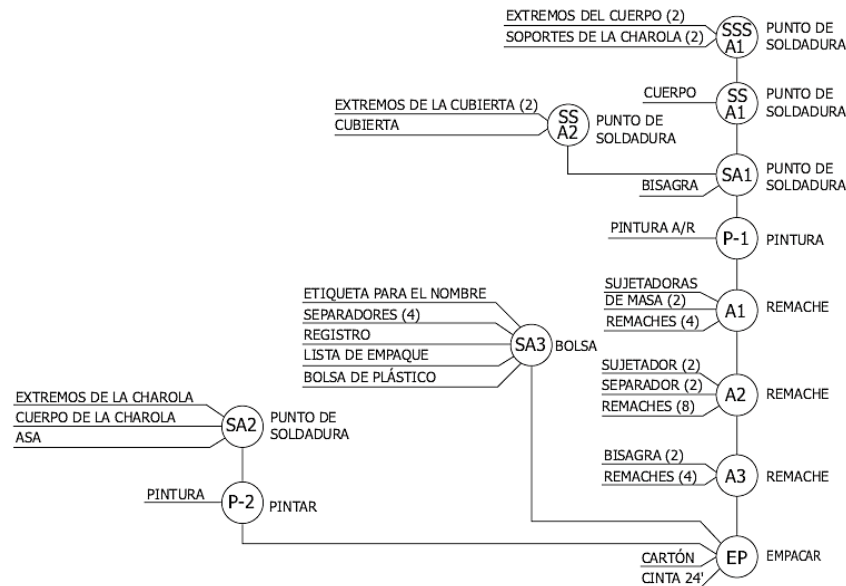 EXTREMOS DEL CUERPO (2)
SOPORTES DE LA CHAROLA (2)
SSS
A1
PUNTO DE
SOLDADURA
CUERPO
SS
A1
PUNTO DE
SOLDADURA
EXTREMOS DE LA CUBIERTA (2)
CUBIERTA
SS
A2
PUNTO DE
SOLDADURA
BISAGRA
SA1
PUNTO DE
SOLDADURA
PINTURA A/R
P-1
PINTURA
SUJETADORAS
DE MASA (2)
REMACHES (4)
A1
REMACHE
ETIQUETA PARA EL NOMBRE
SEPARADORES (4)
REGISTRO
LISTA DE EMPAQUE
BOLSA DE PLÁSTICO
SA3
BOLSA
SUJETADOR (2)
SEPARADOR (2)
REMACHES (8)
A2
REMACHE
EXTREMOS DE LA CHAROLA
CUERPO DE LA CHAROLA
ASA
SA2
PUNTO DE
SOLDADURA
BISAGRA (2)
REMACHES (4)
A3
REMACHE
PINTURA
P-2
PINTAR
CARTÓN
CINTA 24'
EP
EMPACAR